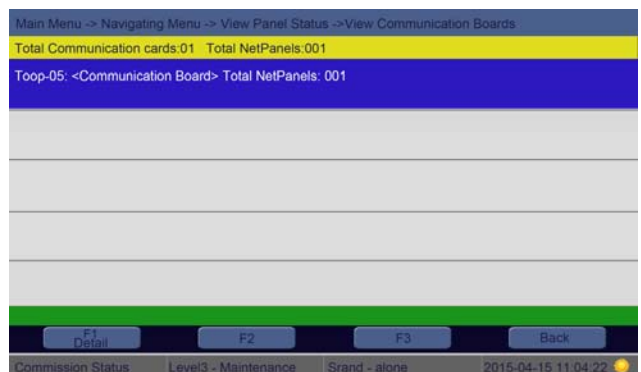 Main Menu -> Navigating Menu -> View Panel Status ->View Communication Boards
Total Communication cards:01 Total NetPanels:001
Toop-05: <Communication Board> Total NetPanels: 001
F1
Detail
F2
F3
Back
Commission Status
Level3 - Maintenance
Srand - alone
2015-04-15 11:04:22